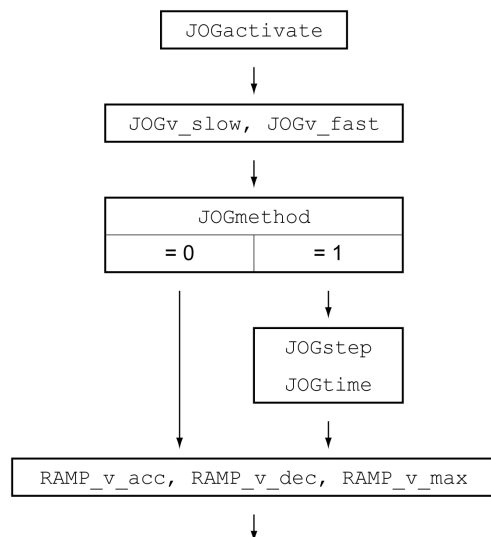 JOGactivate
JOGv_slow, JOGv_fast
JOGmethod
= 0
= 1
JOGstep
JOGtime
RAMP_v_acc, RAMP_v_dec, RAMP_v_max